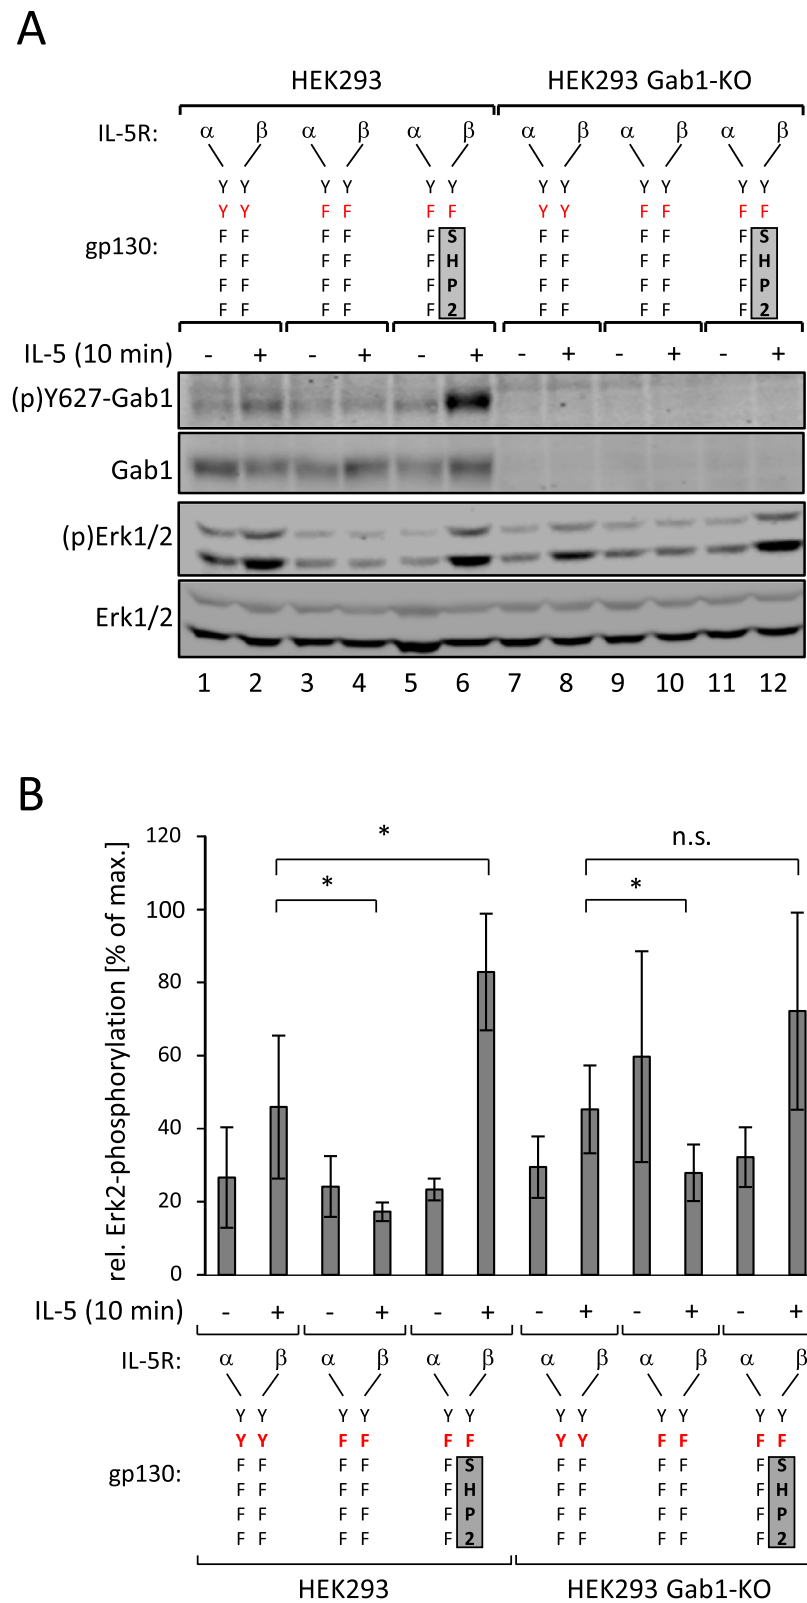 A
HEK293 HEK293 Gab1-KO
IL-5R: α β α β α β α β α β α β
Y Y Y Y Y Y Y Y Y Y Y Y
Y Y F F F F Y Y F F F F
gp130:
F F F F F S F F F F F S
F F F F F H F F F F F H
F F F F F P F F F F F P
F F F F F 2 F F F F F 2
IL-5 (10 min) - + - + - + - + - + - +
(p)Y627-Gab1
Gab1
(p)Erk1/2
Erk1/2
1 2 3 4 5 6 7 8 9 10 11 12
B
rel. Erk2-phosphorylation [% of max.]
120
100
80
60
40
20
0
* n.s.
* *
IL-5 (10 min) - + - + - + - + - + - +
IL-5R: α β α β α β α β α β α β
Y Y Y Y Y Y Y Y Y Y Y Y
Y Y F F F F Y Y F F F F
gp130:
F F F F F S F F F F F S
F F F F F H F F F F F H
F F F F F P F F F F F P
F F F F F 2 F F F F F 2
HEK293 HEK293 Gab1-KO